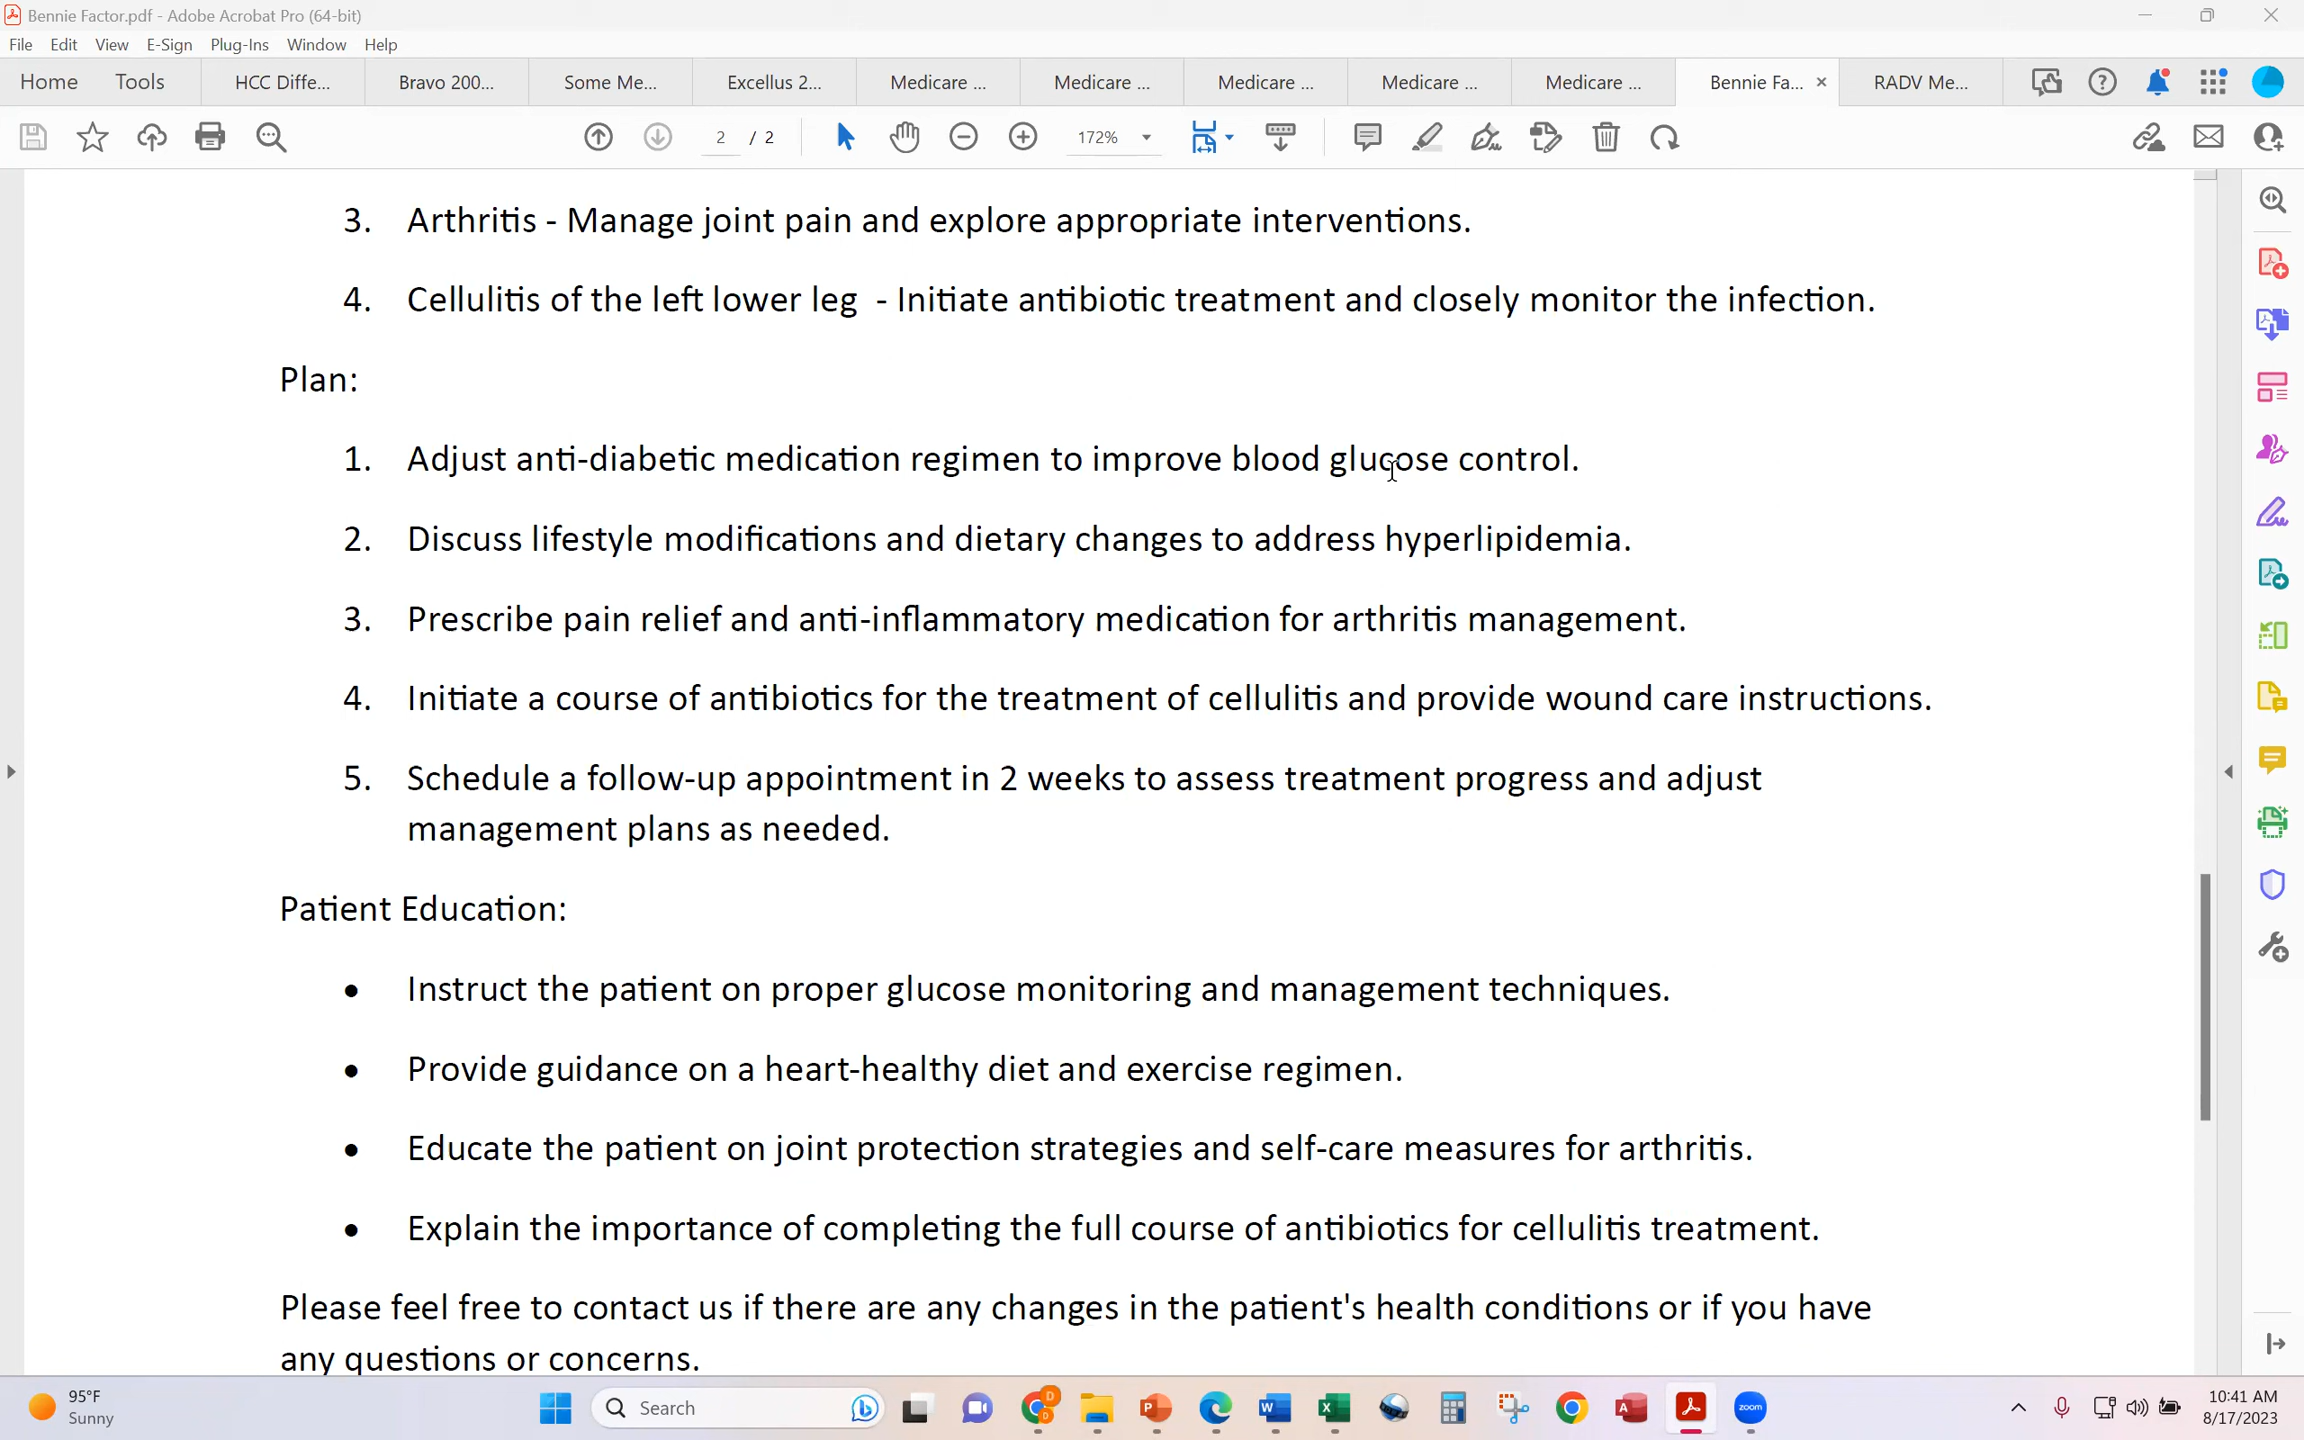 Bennie Factor.pdf - Adobe Acrobat Pro (64-bit)
File Edit View E-Sign Plug-Ins Window Help
Home Tools HCC Diffe... Bravo 200... Some Me... Excellus 2... Medicare ... Medicare ... Medicare ... Medicare ... Medicare ... Bennie Fa... × RADV Me...
2 / 2 172%
3. Arthritis - Manage joint pain and explore appropriate interventions.
4. Cellulitis of the left lower leg - Initiate antibiotic treatment and closely monitor the infection.
Plan:
1. Adjust anti-diabetic medication regimen to improve blood glucose control.
2. Discuss lifestyle modifications and dietary changes to address hyperlipidemia.
3. Prescribe pain relief and anti-inflammatory medication for arthritis management.
4. Initiate a course of antibiotics for the treatment of cellulitis and provide wound care instructions.
5. Schedule a follow-up appointment in 2 weeks to assess treatment progress and adjust
management plans as needed.
Patient Education:
• Instruct the patient on proper glucose monitoring and management techniques.
• Provide guidance on a heart-healthy diet and exercise regimen.
• Educate the patient on joint protection strategies and self-care measures for arthritis.
• Explain the importance of completing the full course of antibiotics for cellulitis treatment.
Please feel free to contact us if there are any changes in the patient's health conditions or if you have
any questions or concerns.
95°F
Sunny
Search
D
D
P
W
X
A
zoom
10:41 AM
8/17/2023